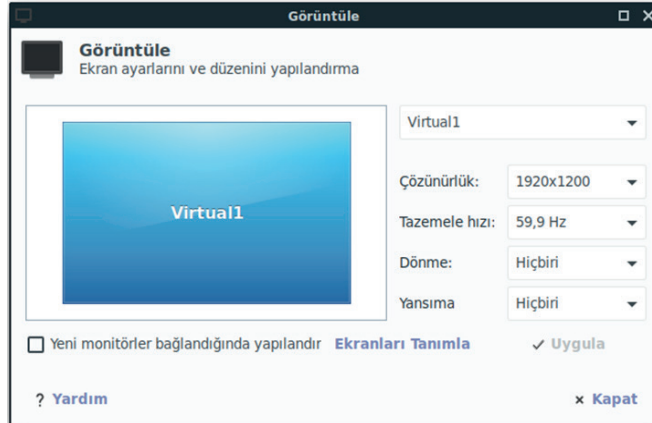 Görüntüle
Görüntüle
Ekran ayarlarını ve düzenini yapılandırma
Virtual1
Virtual1
Çözünürlük: 1920x1200
Tazemele hızı: 59,9 Hz
Dönme: Hiçbiri
Yansıma Hiçbiri
Yeni monitörler bağlandığında yapılandır Ekranları Tanımla ✓ Uygula
? Yardım × Kapat